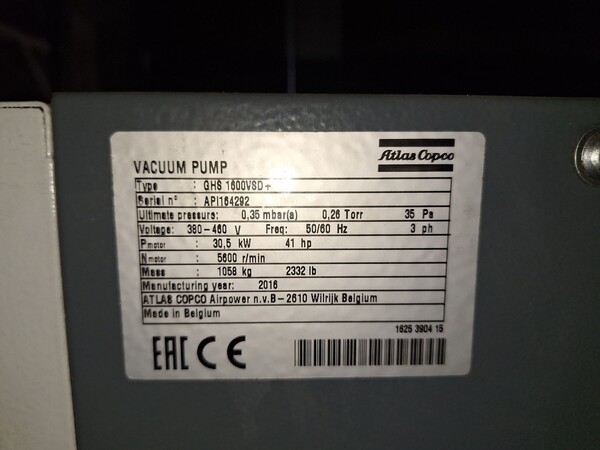 Atlas Copco
VACUUM PUMP
Type : GHS 1600VSD+
Serial n° : API164292
Ultimate pressure: 0,35 mbar(a) 0,26 Torr 35 Pa
Voltage: 380-460 V Freq: 50/60 Hz 3 ph
Pmotor : 30,5 kW 41 hp
Nmotor : 5600 r/min
Mass : 1058 kg 2332 lb
Manufacturing year: 2016
ATLAS COPCO Airpower n.v.B-2610 Wilrijk Belgium
Made in Belgium
1625 3904 15
EAC CE